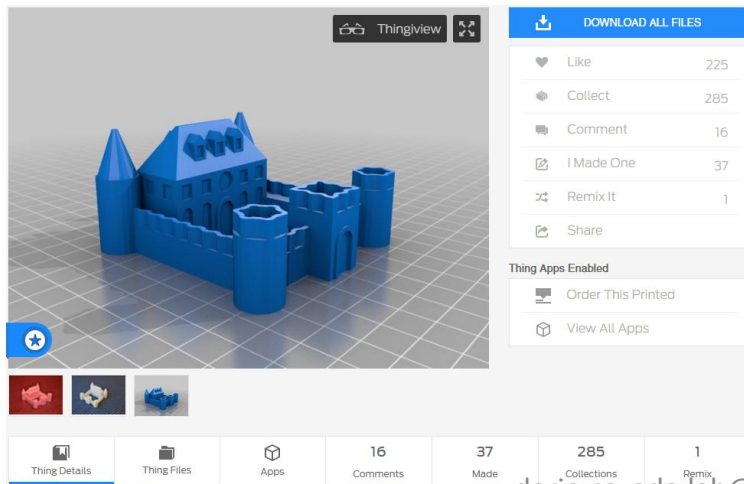 Thingiview
DOWNLOAD ALL FILES
Like 225
Collect 285
Comment 16
I Made One 37
Remix It 1
Share
Thing Apps Enabled
Order This Printed
View All Apps
Thing Details
Thing Files
Apps
16 Comments
37 Made
285 Collections
1 Remix